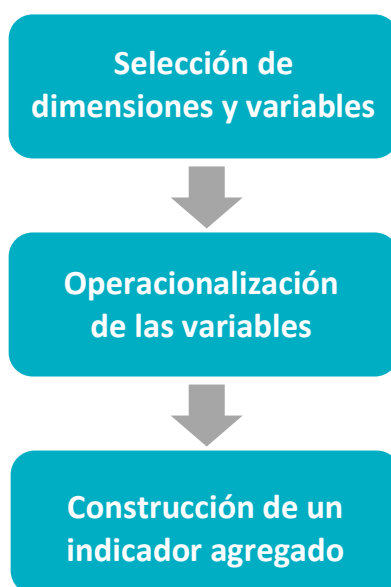 Selección de
dimensiones y variables
Operacionalización
de las variables
Construcción de un
indicador agregado